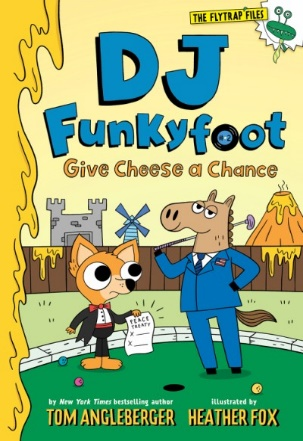 THE FLYTRAP FILES
DJ
Funkyfoot
Give Cheese a Chance
PEACE
TREATY
X
X
by New York Times bestselling author
TOM ANGLEBERGER
illustrated by
HEATHER FOX